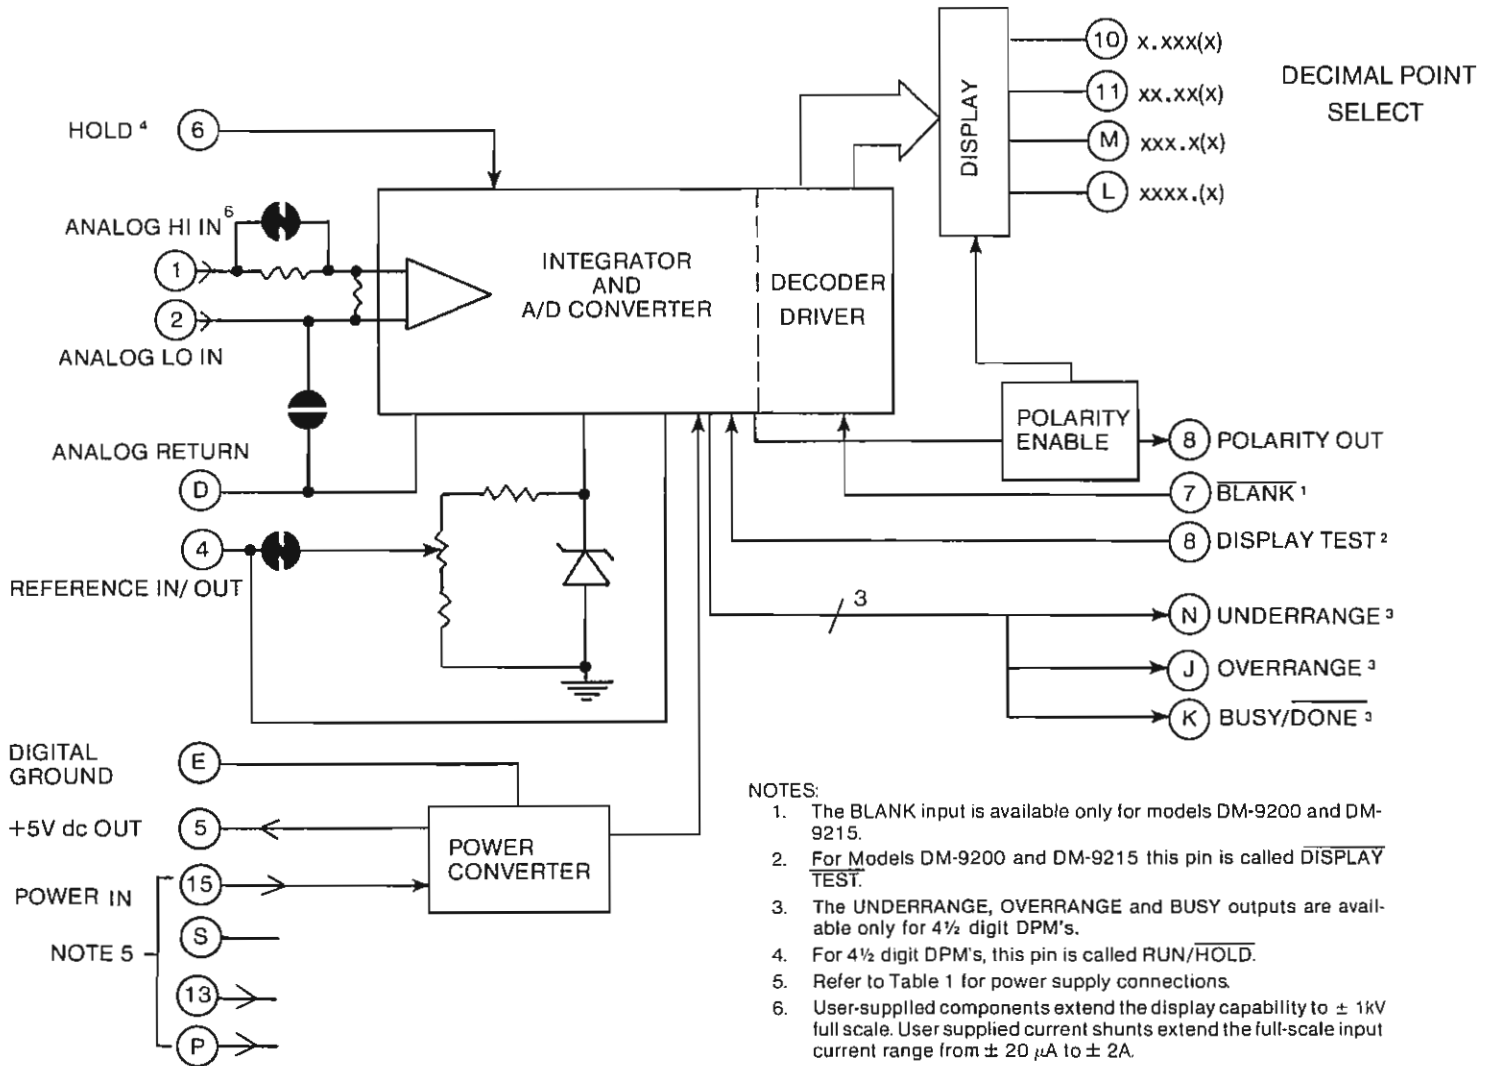 10 x.xxx(x)
11 xx.xx(x)
M xxx.x(x)
L xxxx.(x)
DECIMAL POINT
SELECT
DISPLAY
HOLD 4 6
ANALOG HI IN 6
1
2
ANALOG LO IN
INTEGRATOR
AND
A/D CONVERTER
DECODER
DRIVER
ANALOG RETURN
D
4
REFERENCE IN/ OUT
POLARITY
ENABLE
8 POLARITY OUT
7 BLANK 1
8 DISPLAY TEST 2
3
N UNDERRANGE 3
J OVERRANGE 3
K BUSY/DONE 3
DIGITAL
GROUND
E
+5V dc OUT 5
POWER IN 15
NOTE 5
S
13
P
POWER
CONVERTER
NOTES:
1. The BLANK input is available only for models DM-9200 and DM-
9215.
2. For Models DM-9200 and DM-9215 this pin is called DISPLAY
TEST.
3. The UNDERRANGE, OVERRANGE and BUSY outputs are avail-
able only for 4½ digit DPM's.
4. For 4½ digit DPM's, this pin is called RUN/HOLD.
5. Refer to Table 1 for power supply connections.
6. User-supplied components extend the display capability to ± 1kV
full scale. User supplied current shunts extend the full-scale input
current range from ± 20 µA to ± 2A.